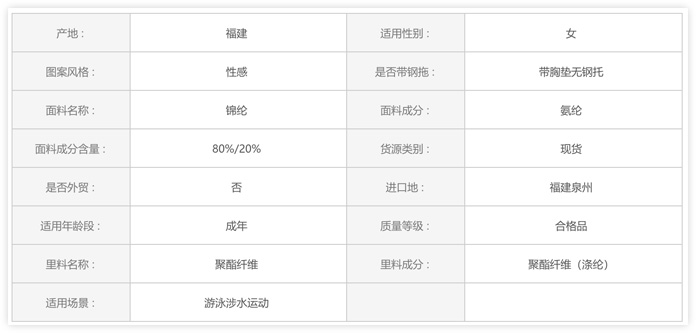 产地： 福建 适用性别： 女
图案风格： 性感 是否带钢拖： 带胸垫无钢托
面料名称： 锦纶 面料成分： 氨纶
面料成分含量： 80%/20% 货源类别： 现货
是否外贸： 否 进口地： 福建泉州
适用年龄段： 成年 质量等级： 合格品
里料名称： 聚酯纤维 里料成分： 聚酯纤维（涤纶）
适用场景： 游泳涉水运动